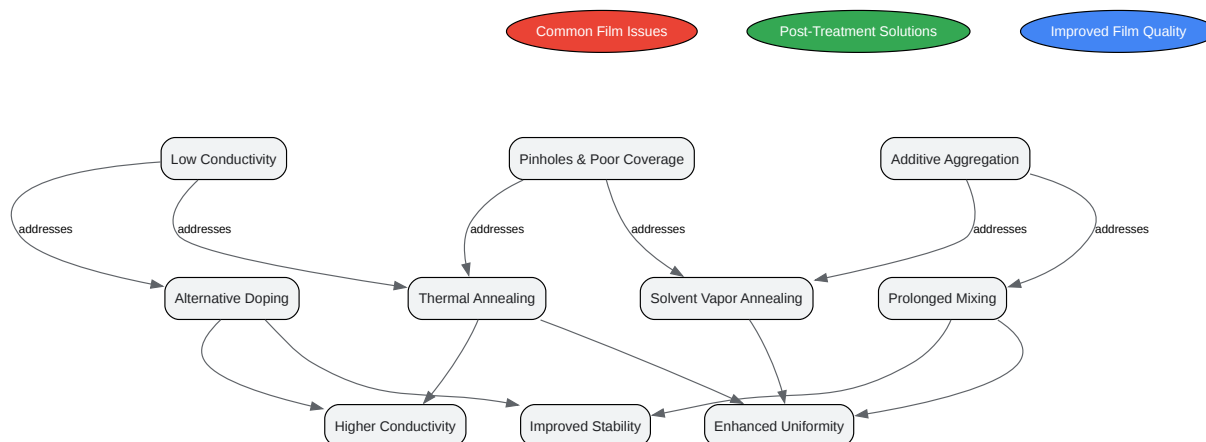 Common Film Issues
Post-Treatment Solutions
Improved Film Quality
Low Conductivity
Pinholes & Poor Coverage
Additive Aggregation
addresses
addresses
addresses
addresses
addresses
addresses
Alternative Doping
Thermal Annealing
Solvent Vapor Annealing
Prolonged Mixing
Higher Conductivity
Improved Stability
Enhanced Uniformity